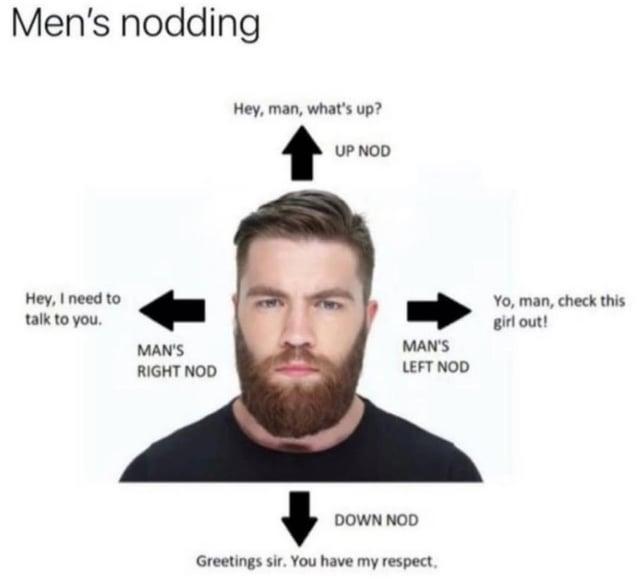 Men's nodding
Hey, man, what's up?
UP NOD
Hey, I need to
talk to you.
MAN'S
RIGHT NOD
Yo, man, check this
girl out!
MAN'S
LEFT NOD
DOWN NOD
Greetings sir. You have my respect.